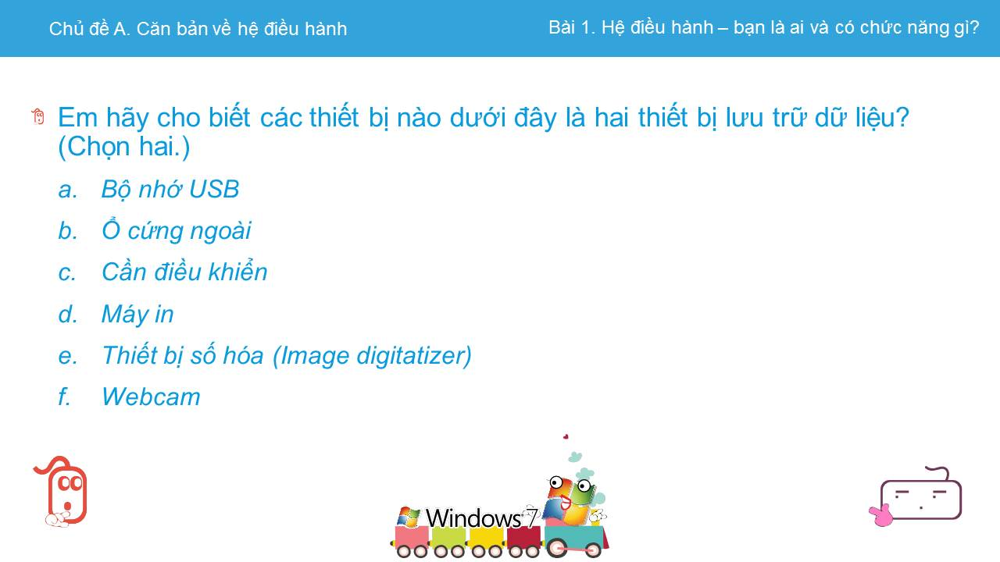 Chủ đề A. Căn bản về hệ điều hành
Bài 1. Hệ điều hành – bạn là ai và có chức năng gì?
Em hãy cho biết các thiết bị nào dưới đây là hai thiết bị lưu trữ dữ liệu?
(Chọn hai.)
a. Bộ nhớ USB
b. Ổ cứng ngoài
c. Cần điều khiển
d. Máy in
e. Thiết bị số hóa (Image digitatizer)
f. Webcam
Windows 7